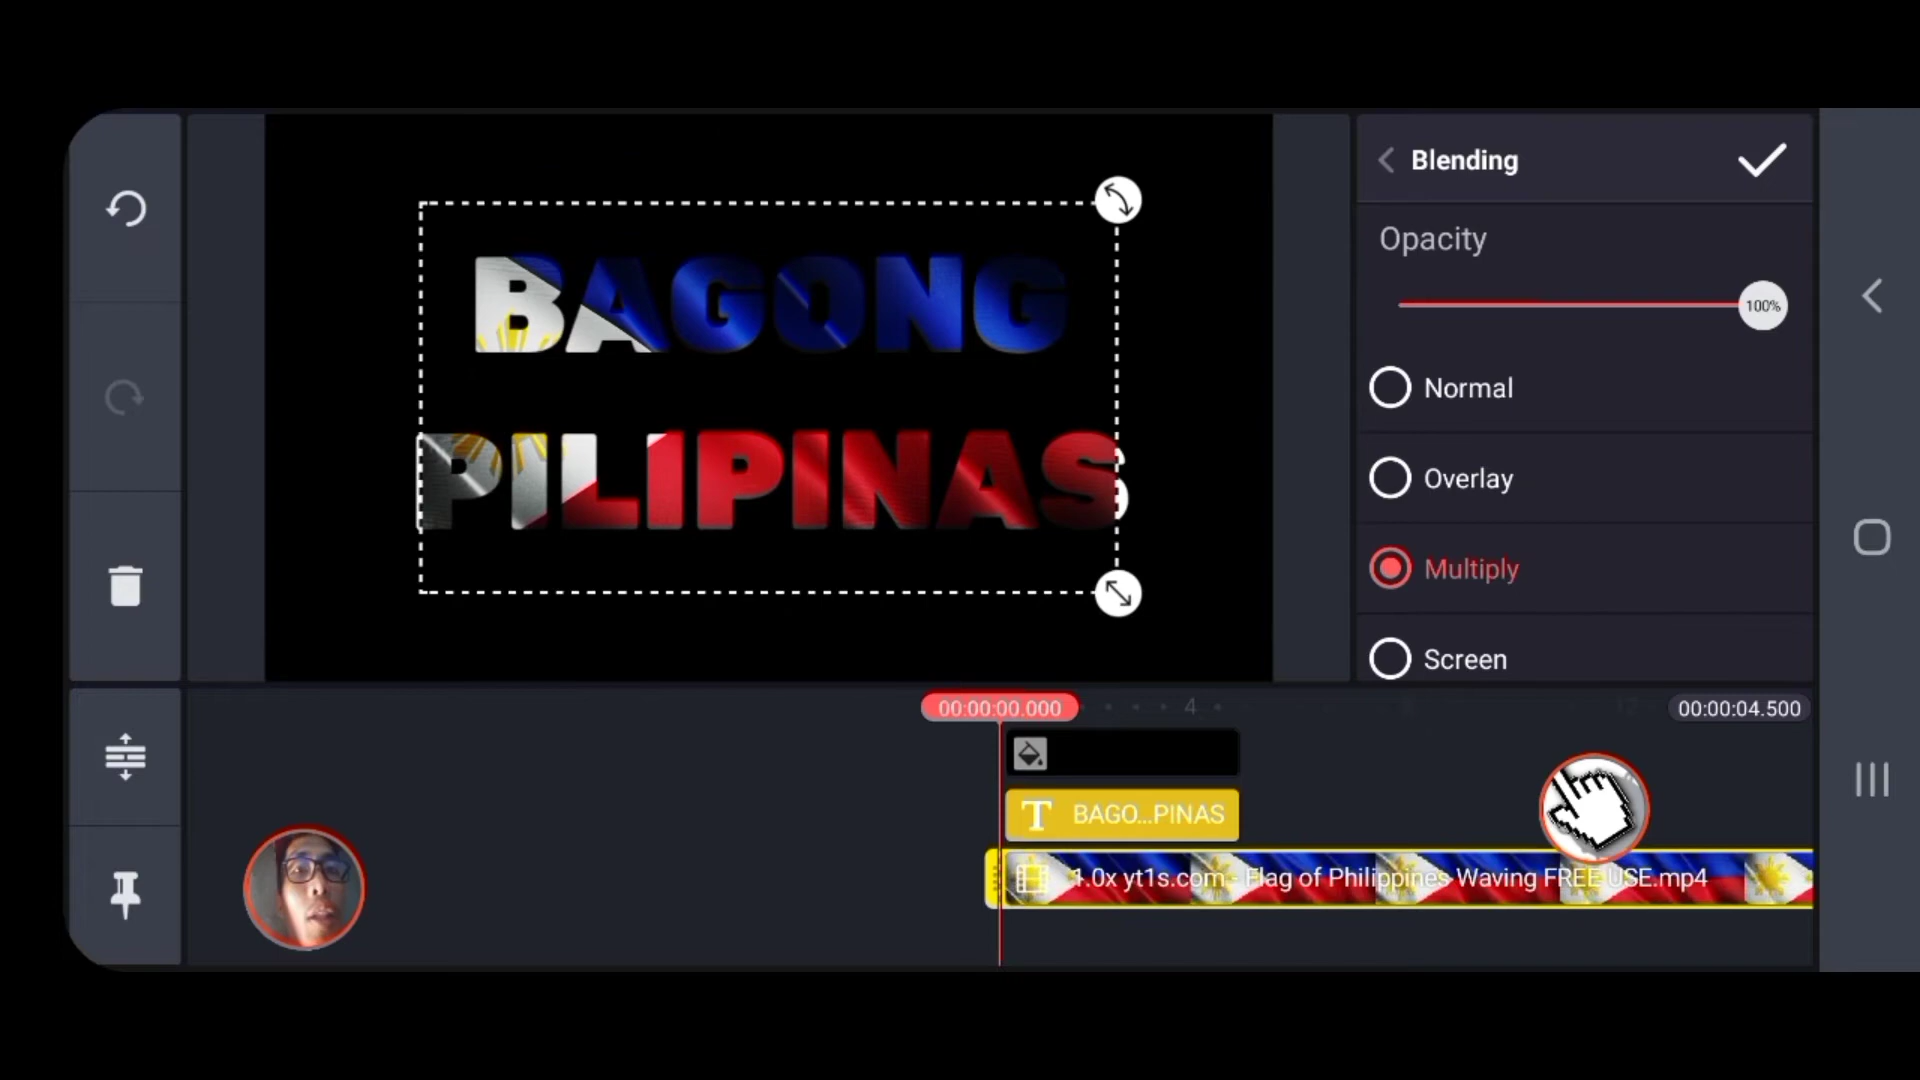 Blending
Opacity
100%
BAGONG
PILIPINAS
Normal
Overlay
Multiply
Screen
00:00:00.000
4
00:00:04.500
T BAGO...PINAS
1.0x yt1s.com - Flag of Philippines Waving FREE USE.mp4